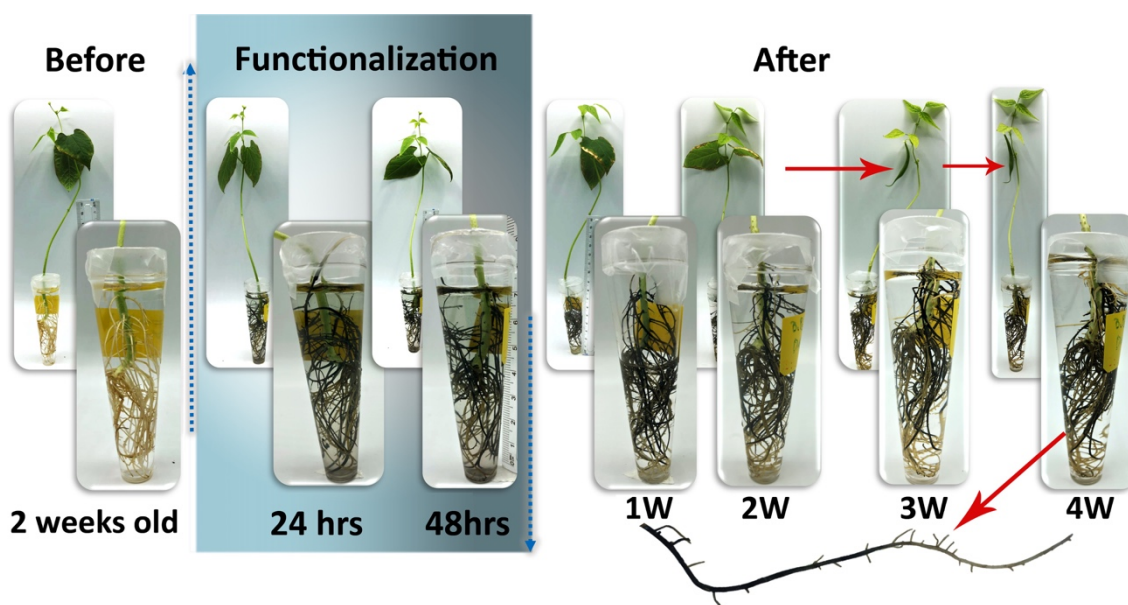 Before
Functionalization
After
2 weeks old
24 hrs
48hrs
1W
2W
3W
4W